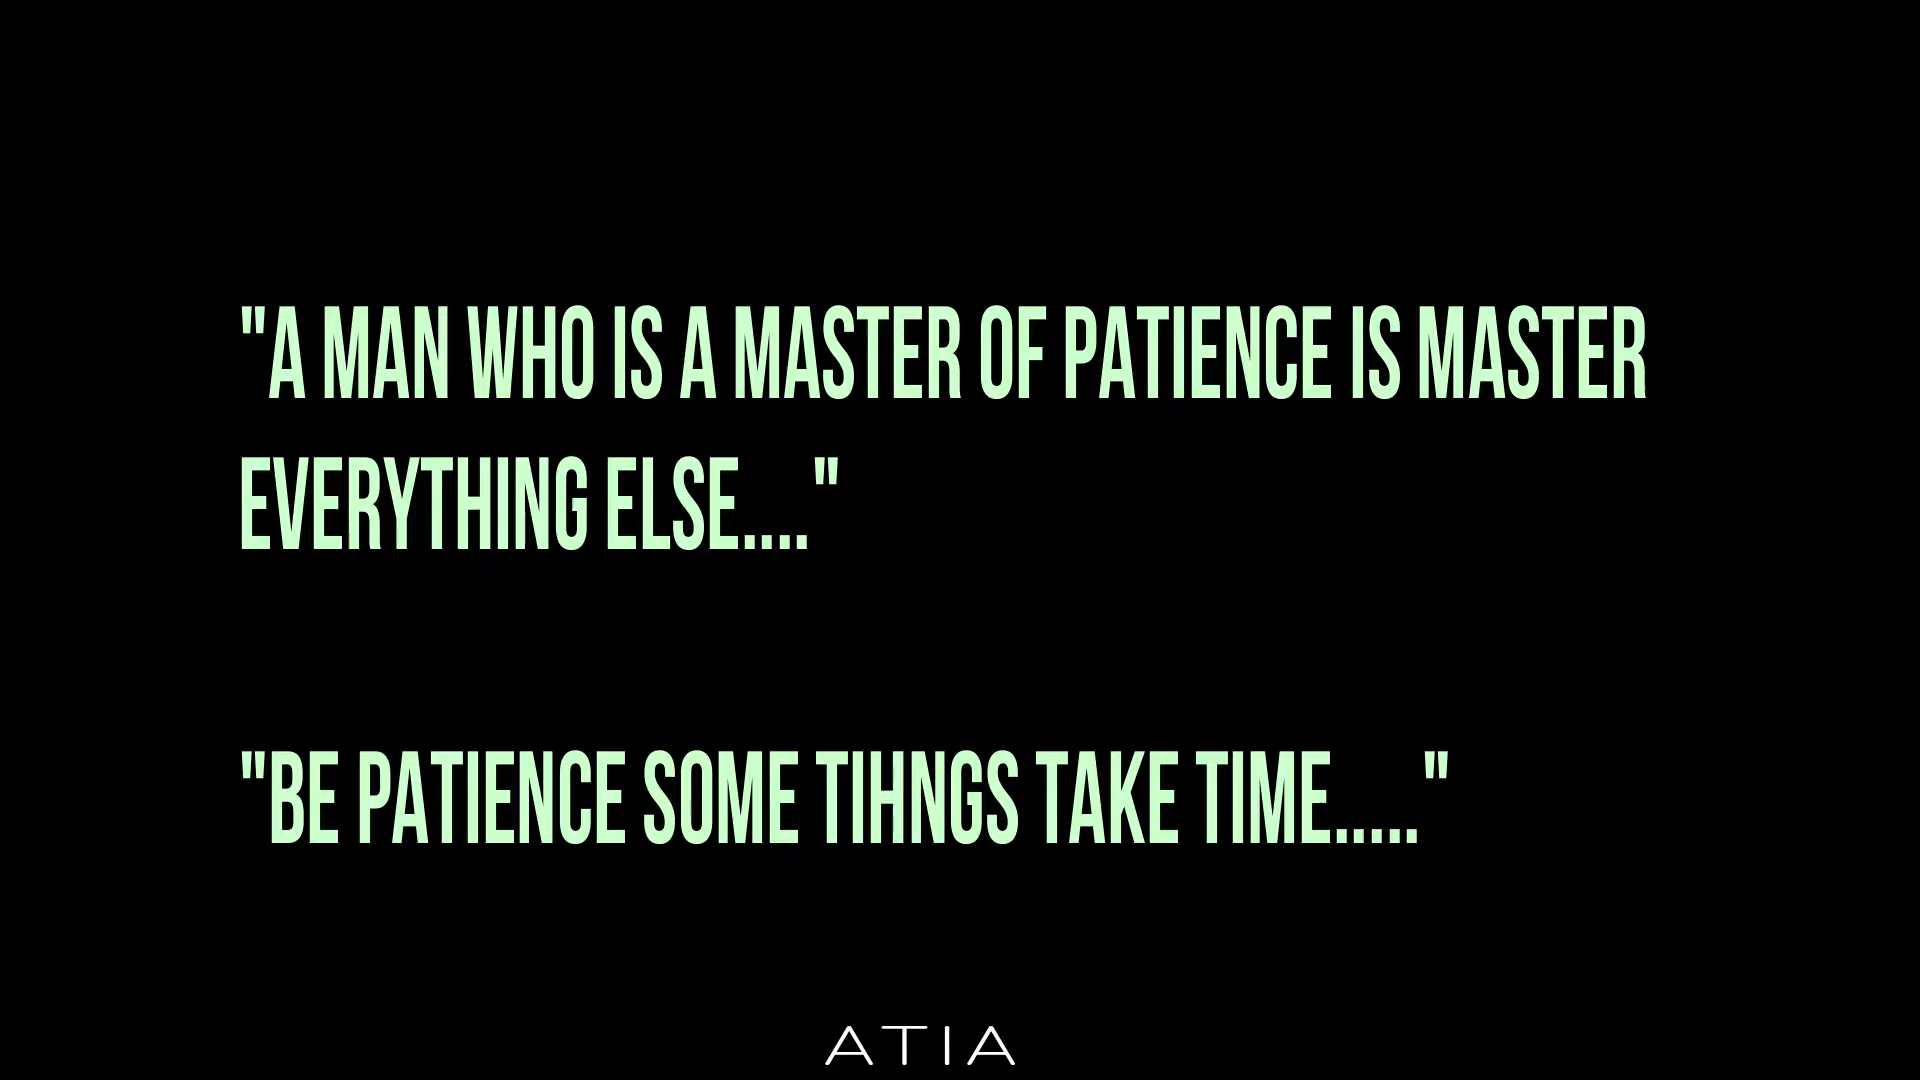 "A MAN WHO IS A MASTER OF PATIENCE IS MASTER
EVERYTHING ELSE...."
"BE PATIENCE SOME TIHNGS TAKE TIME....."
ATIA